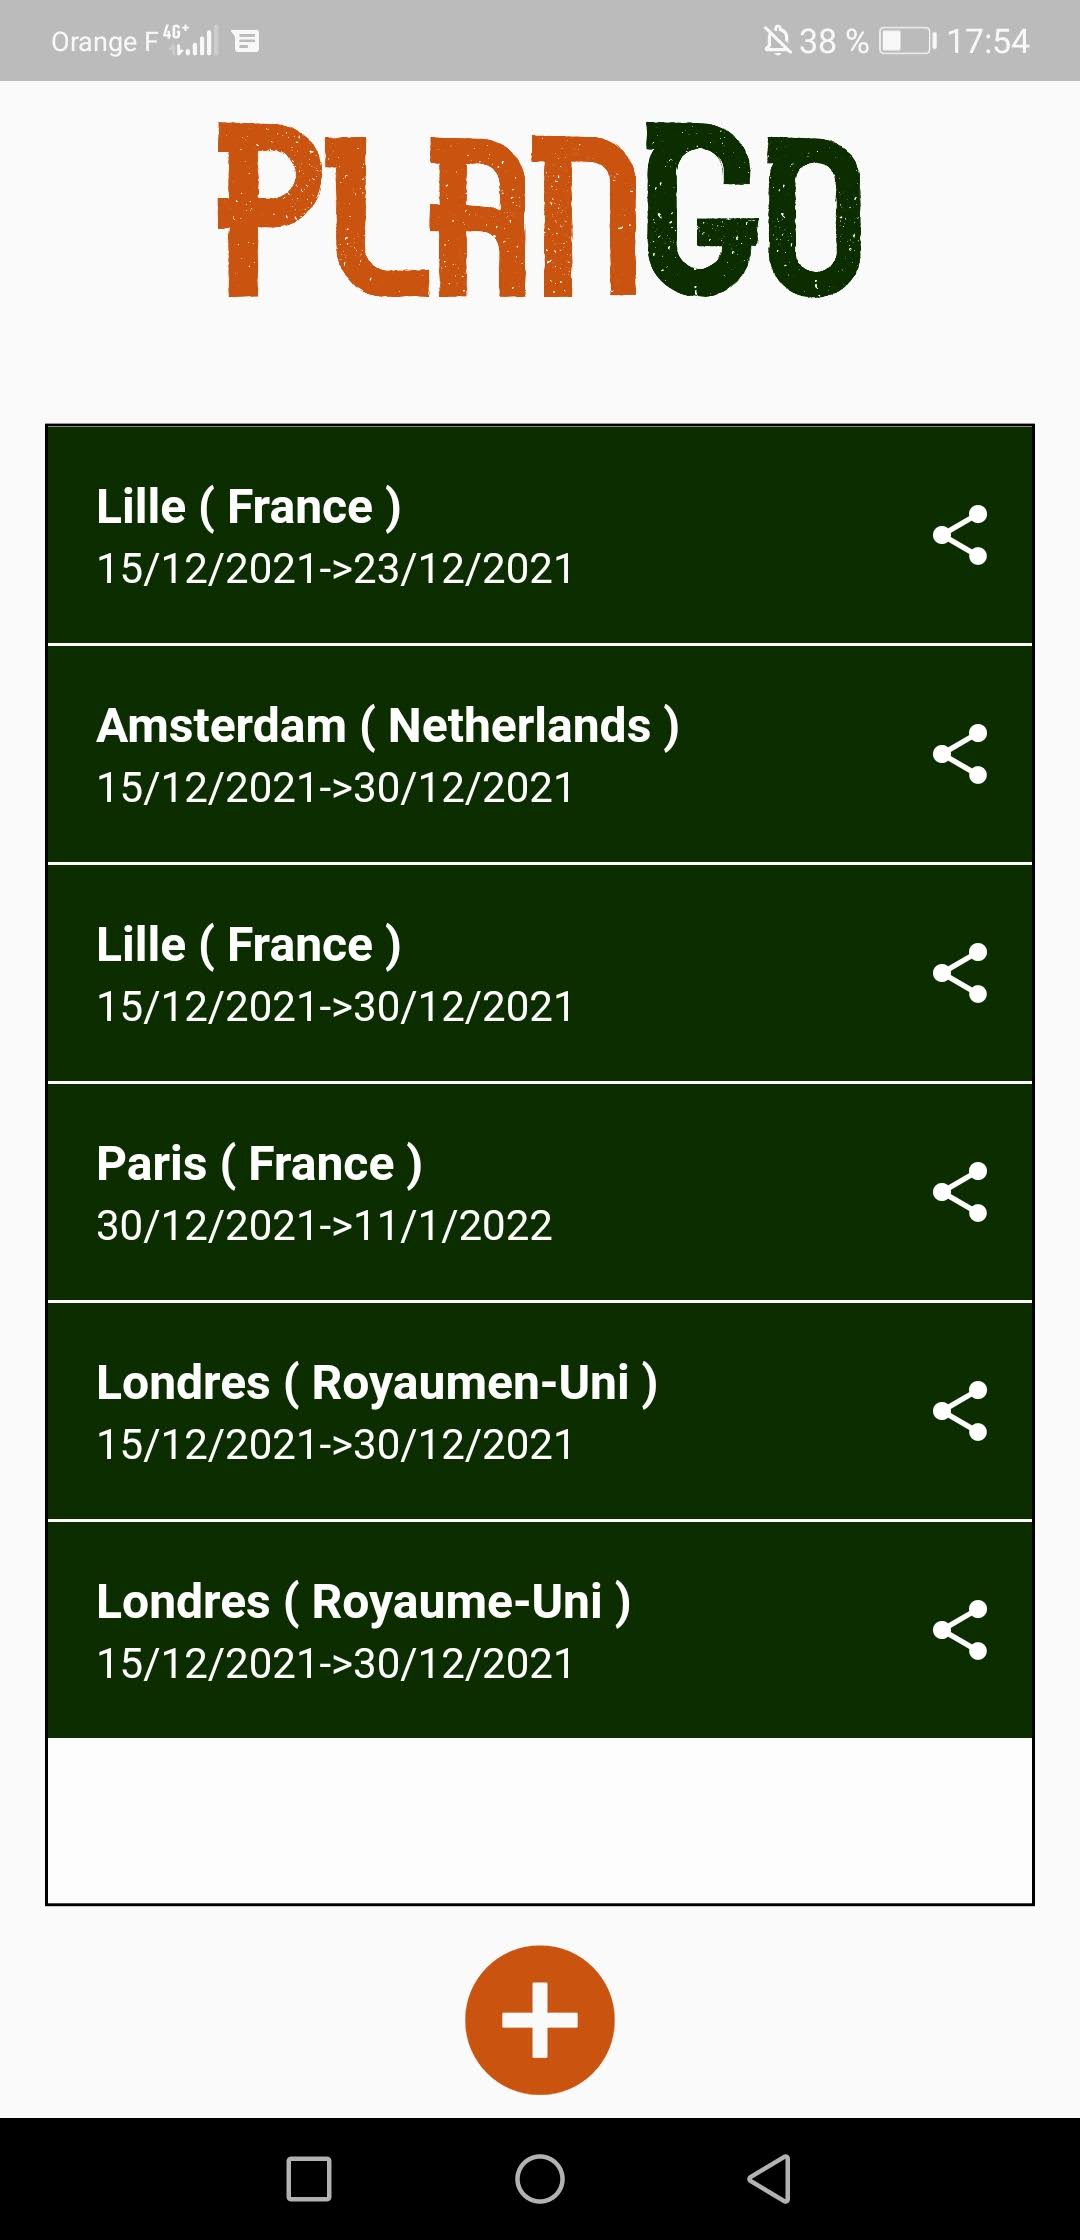 Orange F 4G+ 38 % 17:54
PLANGO
Lille ( France )
15/12/2021->23/12/2021
Amsterdam ( Netherlands )
15/12/2021->30/12/2021
Lille ( France )
15/12/2021->30/12/2021
Paris ( France )
30/12/2021->11/1/2022
Londres ( Royaumen-Uni )
15/12/2021->30/12/2021
Londres ( Royaume-Uni )
15/12/2021->30/12/2021